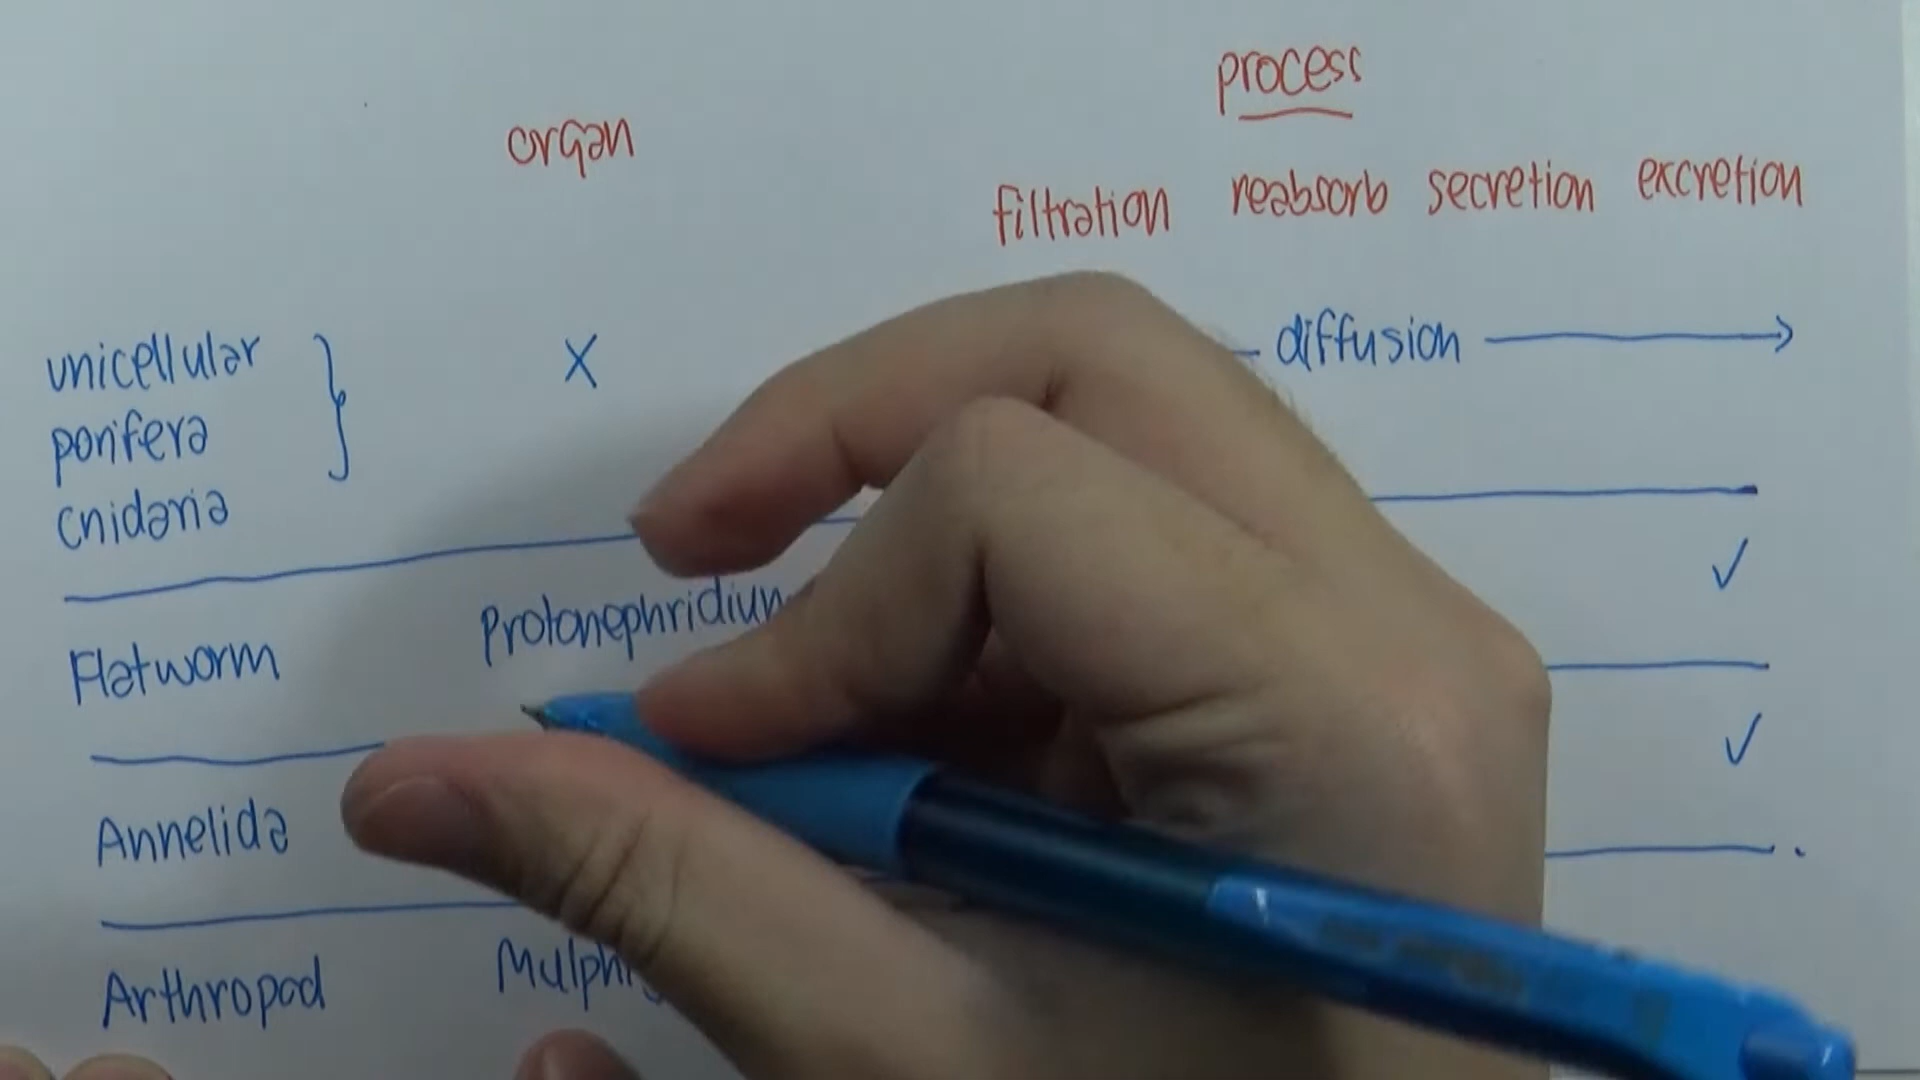 process
organ
filtration reabsorb secretion excretion
unicellular } X diffusion →
porifera
cnidaria
✓
Flatworm Protonephridium
✓
Annelida
Arthropod